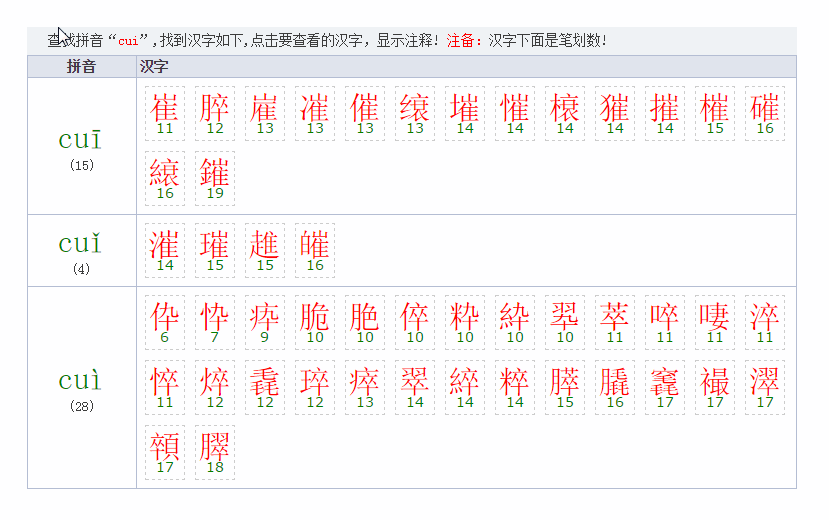 查找拼音“cui”,找到汉字如下,点击要查看的汉字，显示注释！注备：汉字下面是笔划数！
拼音 汉字
崔 脺 嵟 凗 催 缞 墔 慛 榱 獕 摧 槯 磪
11 12 13 13 13 13 14 14 14 14 14 15 16
cuī
(15)
縗 鏙
16 19
cuǐ
(4)
漼 璀 趡 皠
14 15 15 16
伜 忰 疩 脆 脃 倅 粋 紣 翆 萃 啐 啛 淬
6 7 9 10 10 10 10 10 10 11 11 11 11
cuì
(28)
悴 焠 毳 琗 瘁 翠 綷 粹 膵 膬 竁 襊 濢
11 12 12 12 13 14 14 14 15 16 17 17 17
顇 臎
17 18